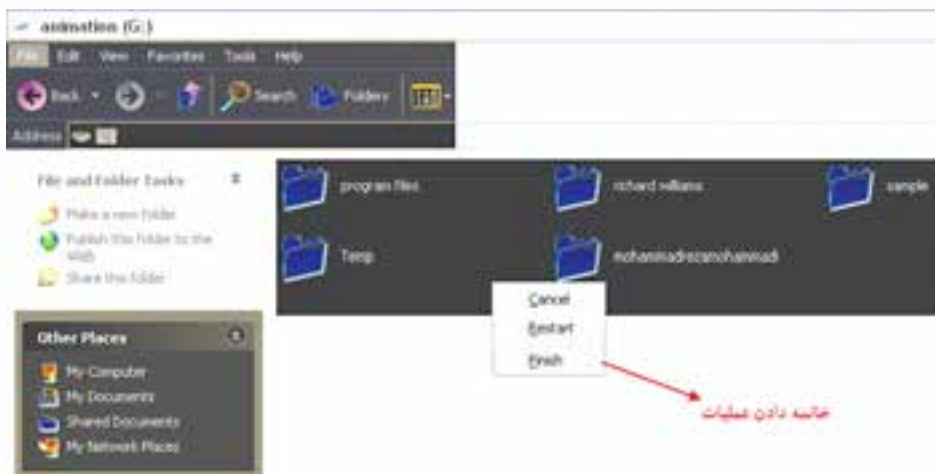 animation (G:)
File Edit View Favorites Tools Help
Back Search Folders
Address
File and Folder Tasks
Make a new folder
Publish this folder to the
Web
Share this folder
program files
richard williams
sample
Temp
mohammadrezamohammadi
Cancel
Restart
Finish
خاتمه دادن عملیات
Other Places
My Computer
My Documents
Shared Documents
My Network Places